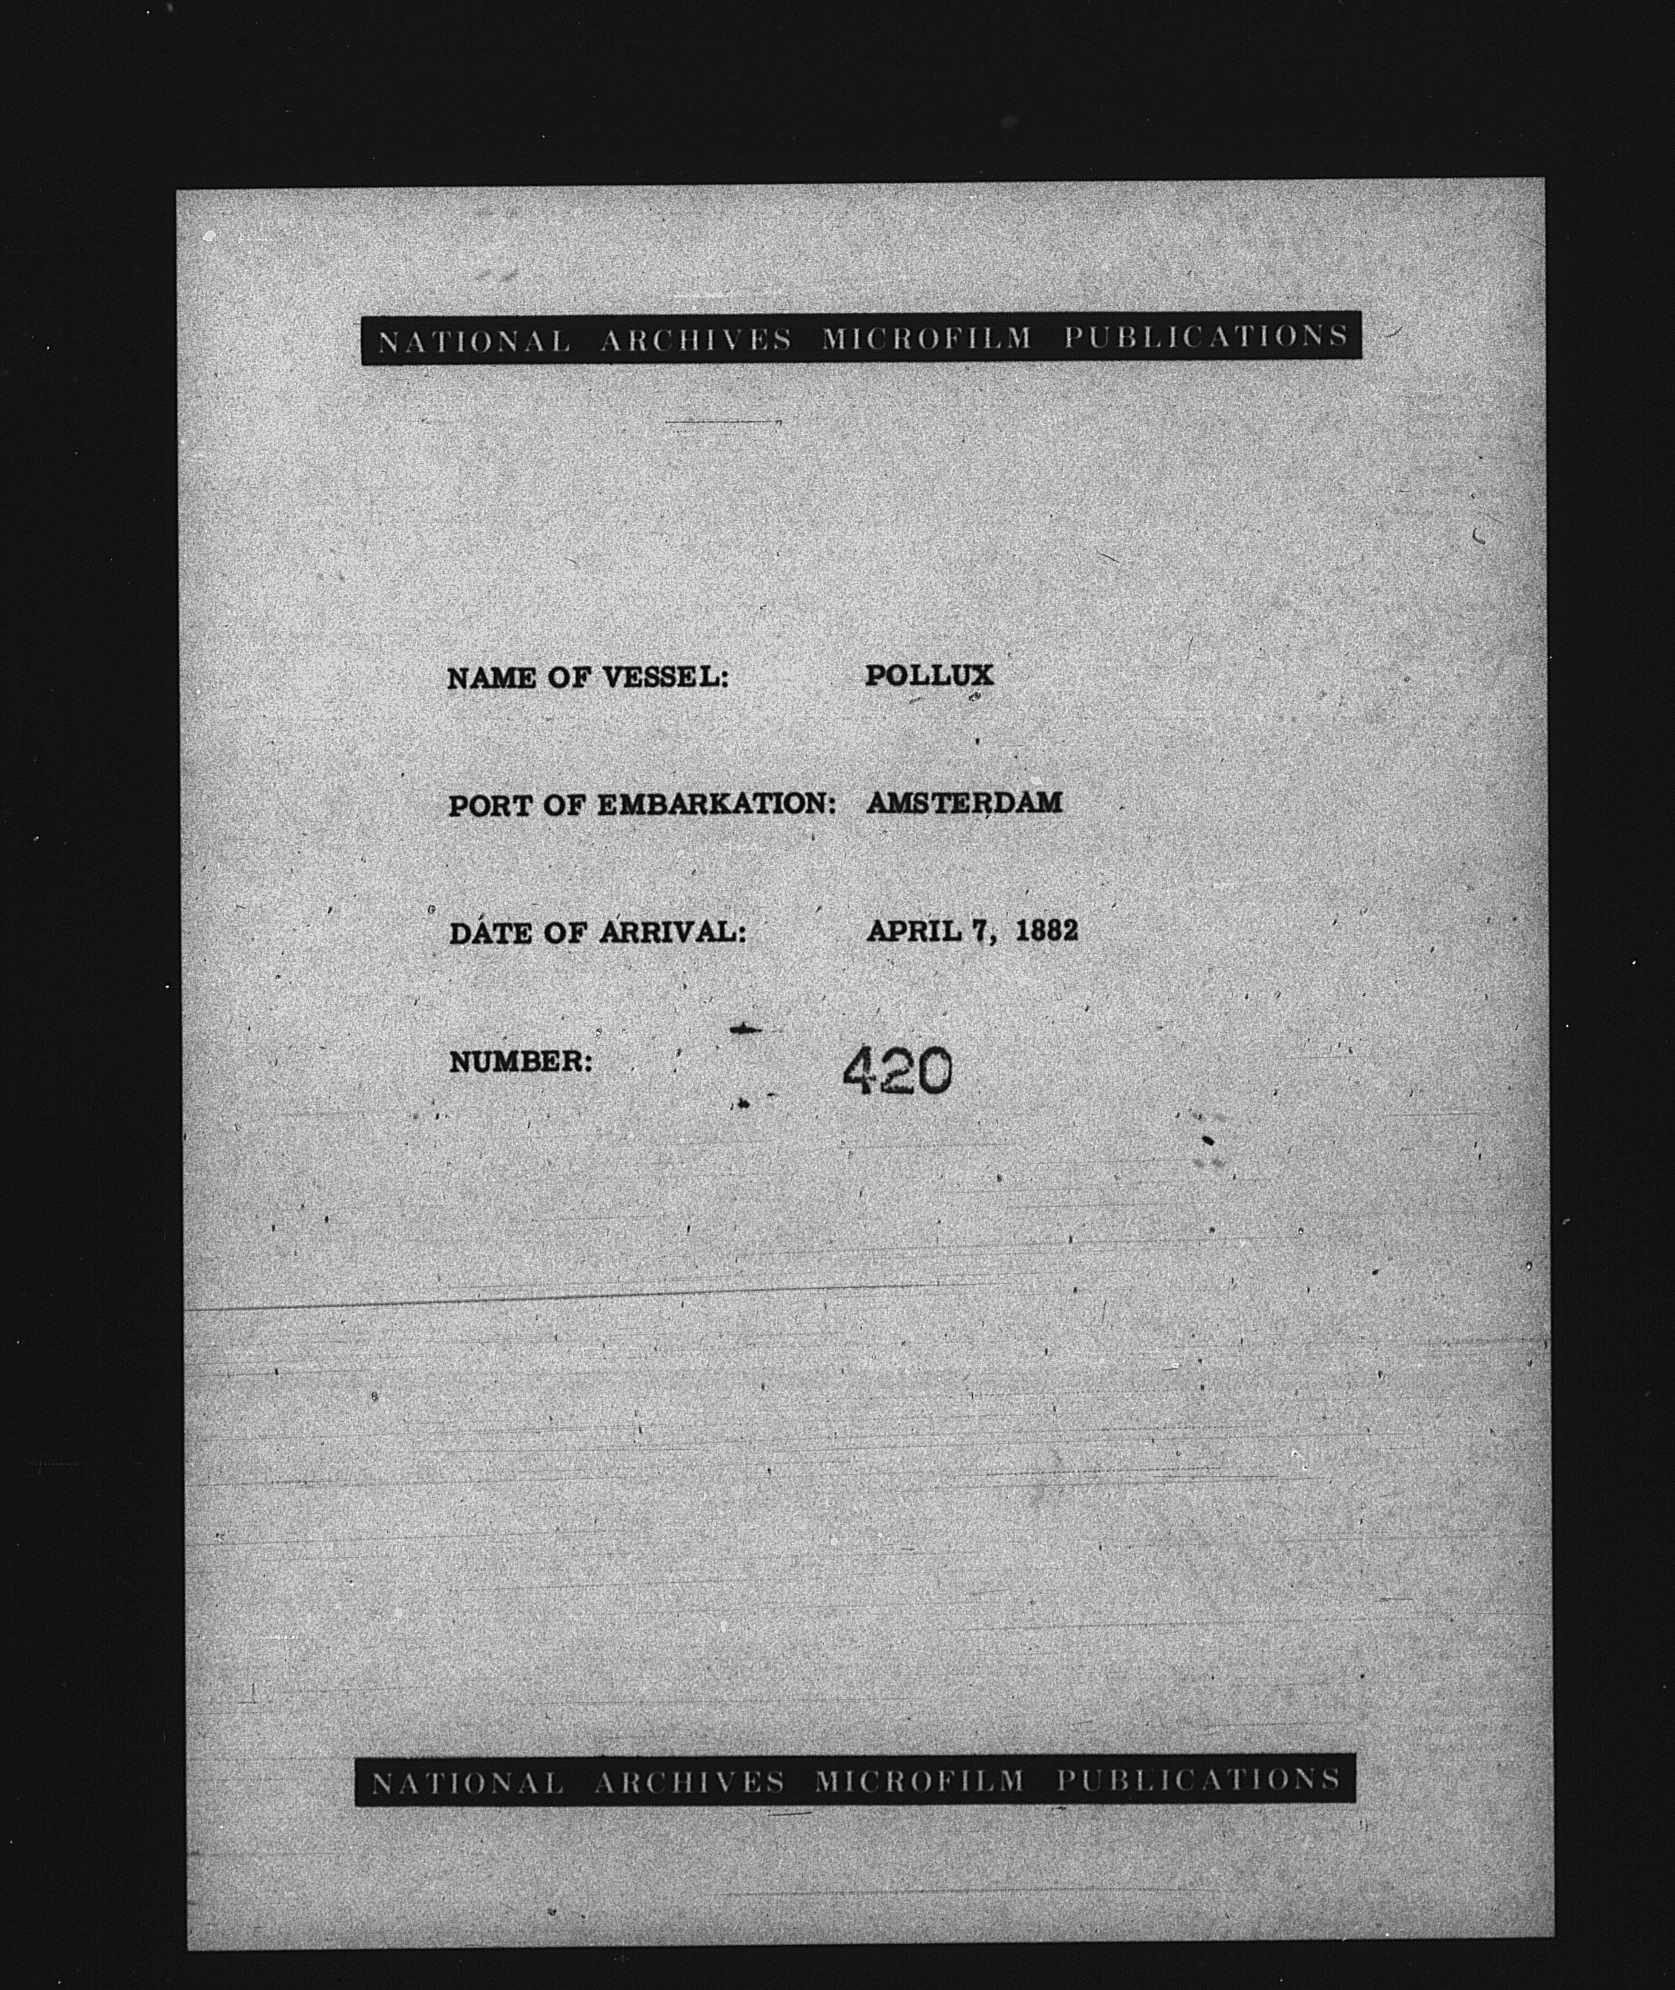 NATIONAL ARCHIVES MICROFILM PUBLICATIONS
NAME OF VESSEL: POLLUX
PORT OF EMBARKATION: AMSTERDAM
DATE OF ARRIVAL: APRIL 7, 1882
NUMBER: 420
NATIONAL ARCHIVES MICROFILM PUBLICATIONS